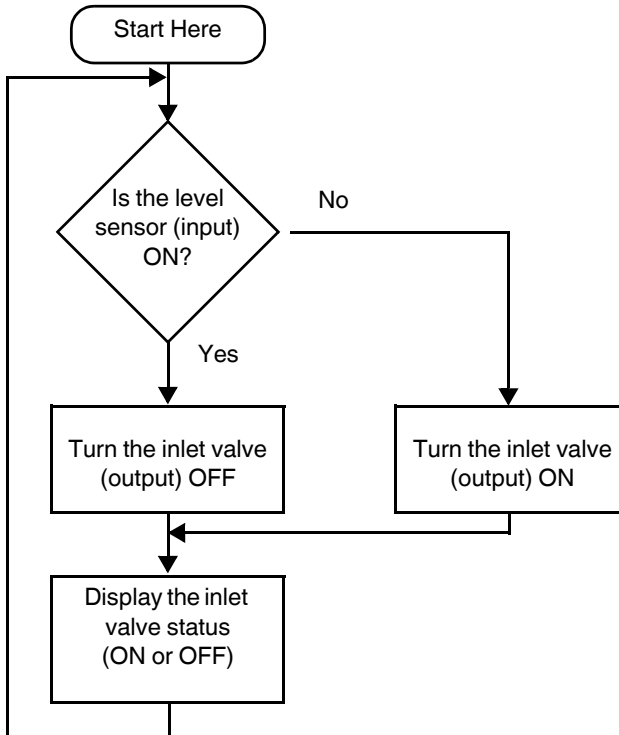 Start Here
Is the level
sensor (input)
ON?
No
Yes
Turn the inlet valve
(output) OFF
Turn the inlet valve
(output) ON
Display the inlet
valve status
(ON or OFF)